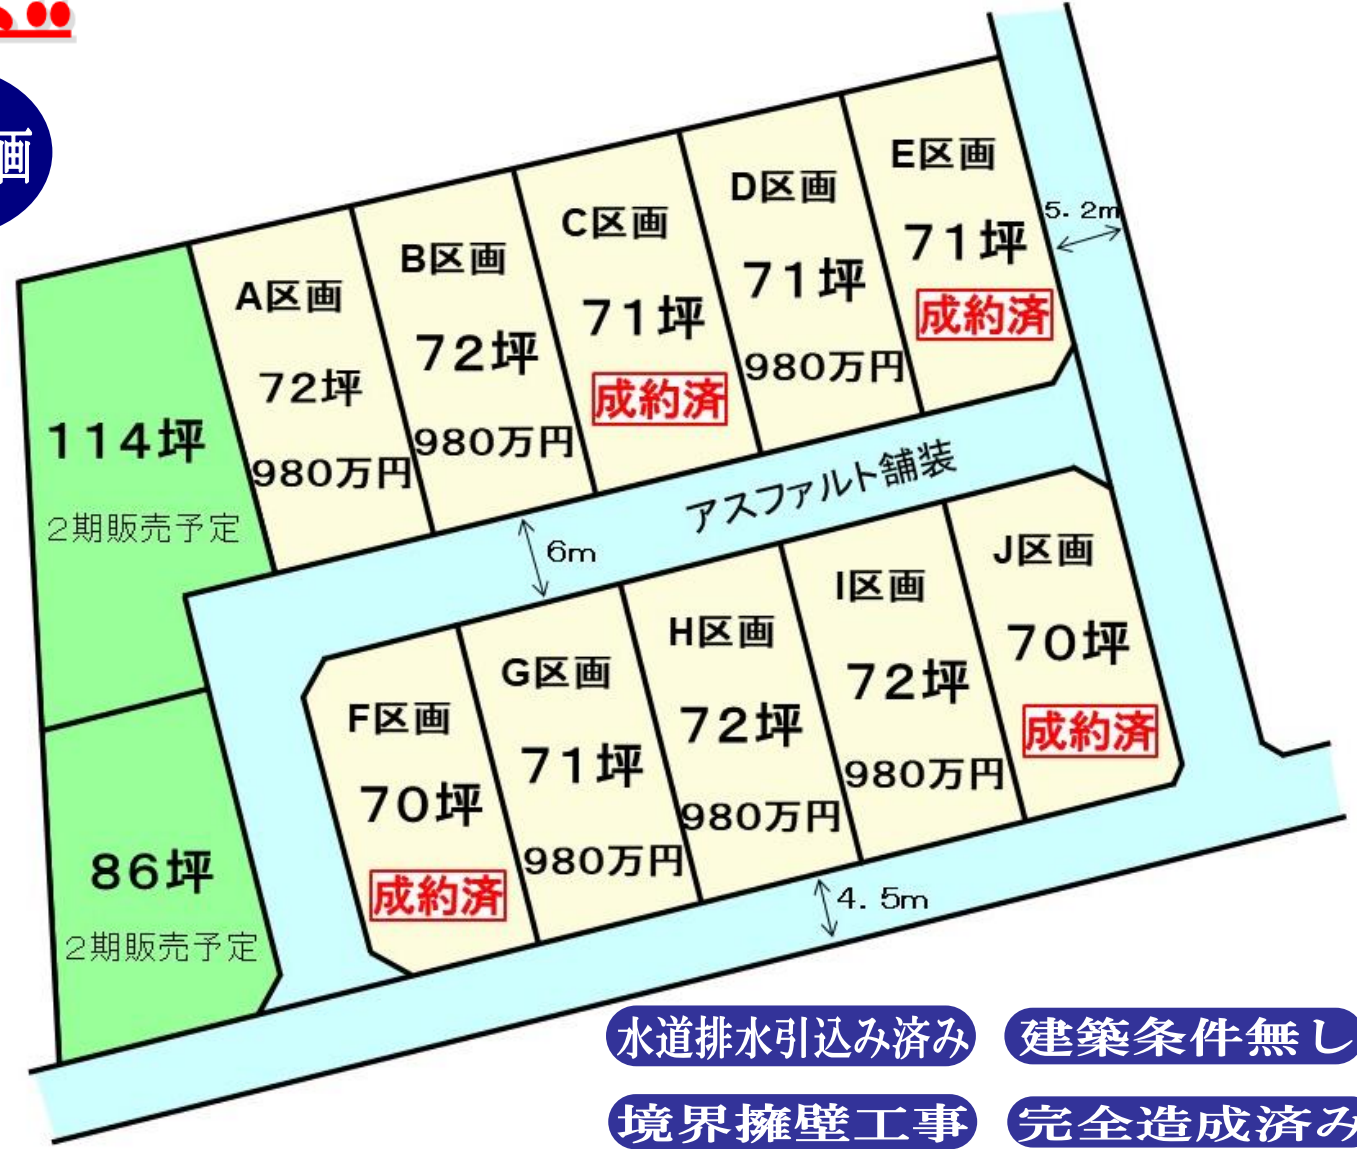 画
E区画
71坪
成約済
5. 2m
D区画
71坪
980万円
C区画
71坪
成約済
B区画
72坪
980万円
A区画
72坪
980万円
114坪
2期販売予定
アスファルト舗装
6m
J区画
70坪
成約済
I区画
72坪
980万円
H区画
72坪
980万円
G区画
71坪
980万円
F区画
70坪
成約済
86坪
2期販売予定
4. 5m
水道排水引込み済み
建築条件無し
境界擁壁工事
完全造成済み